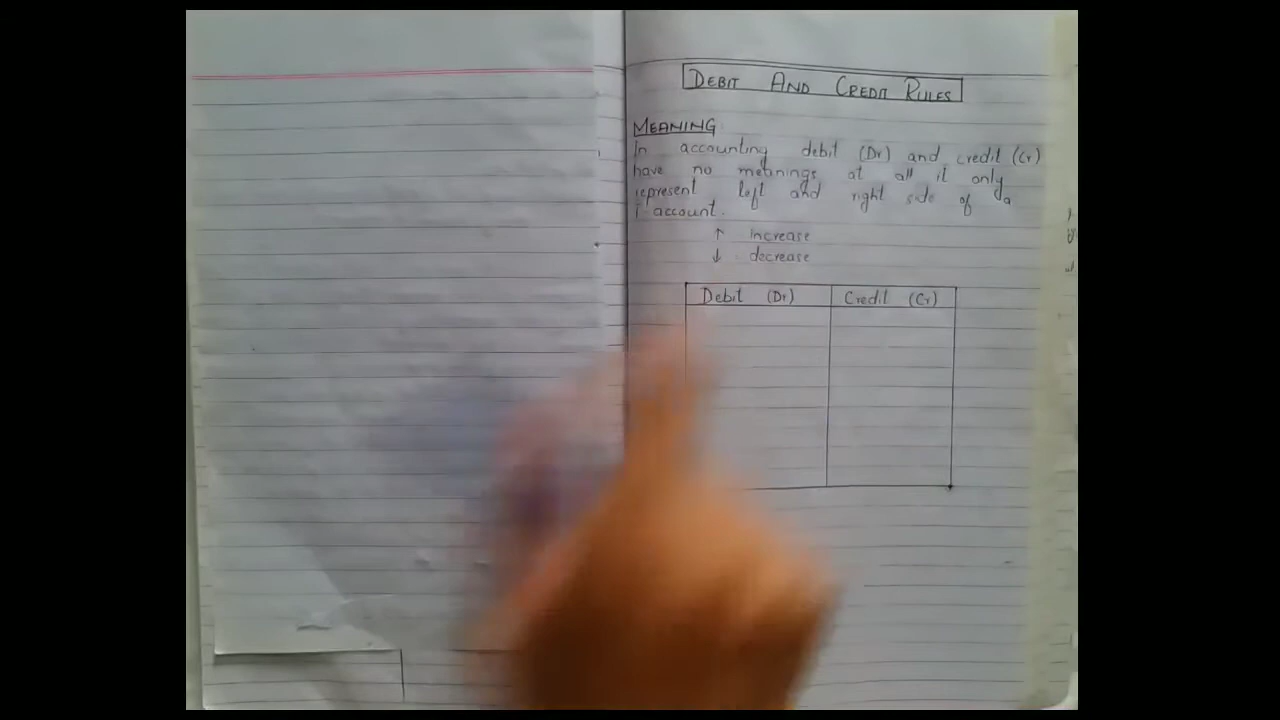 DEBIT AND CREDIT RULES
MEANING
In accounting debit (Dr) and credit (Cr)
have no metinings at all it only
represent left and right side of a
account.
↑ increase
↓ decrease
Debit (Dr) Credit (Cr)